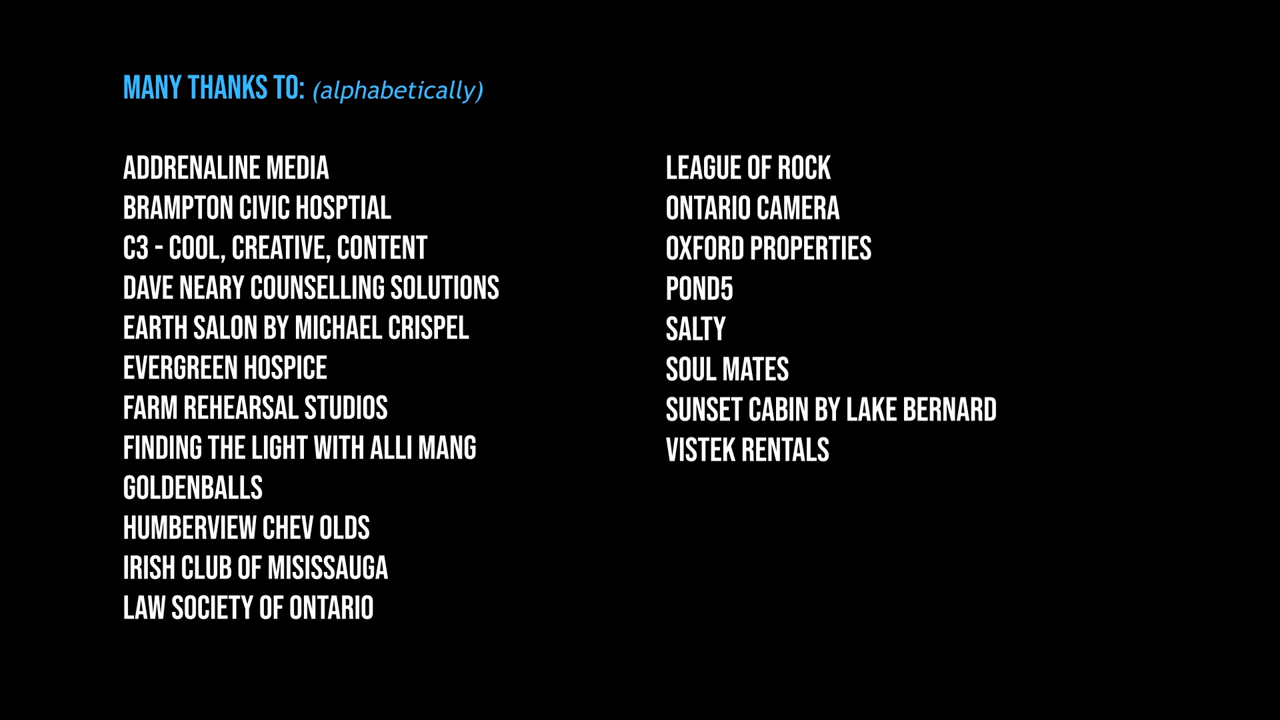 MANY THANKS TO: (alphabetically)
ADDRENALINE MEDIA
BRAMPTON CIVIC HOSPTIAL
C3 - COOL, CREATIVE, CONTENT
DAVE NEARY COUNSELLING SOLUTIONS
EARTH SALON BY MICHAEL CRISPEL
EVERGREEN HOSPICE
FARM REHEARSAL STUDIOS
FINDING THE LIGHT WITH ALLI MANG
GOLDENBALLS
HUMBERVIEW CHEV OLDS
IRISH CLUB OF MISISSAUGA
LAW SOCIETY OF ONTARIO
LEAGUE OF ROCK
ONTARIO CAMERA
OXFORD PROPERTIES
POND5
SALTY
SOUL MATES
SUNSET CABIN BY LAKE BERNARD
VISTEK RENTALS